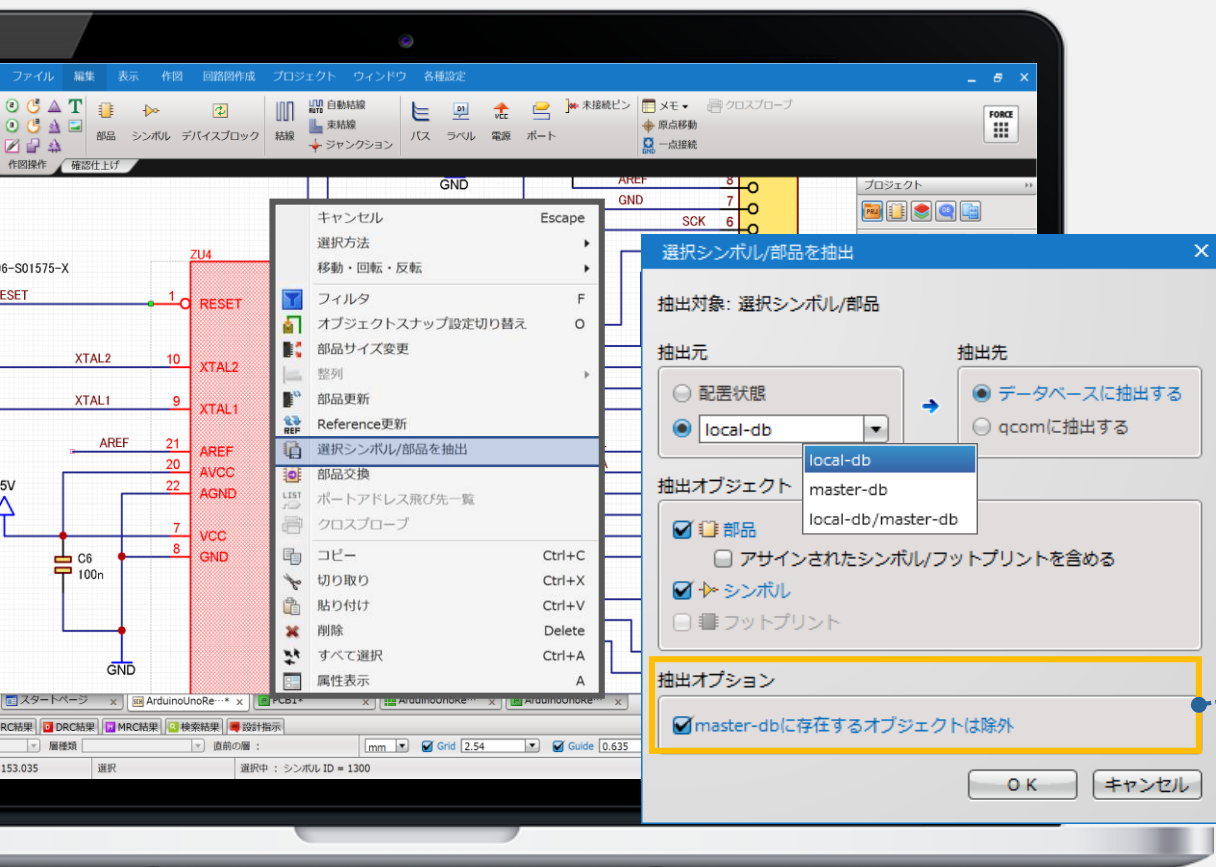 ファイル 編集 表示 作図 回路図作成 プロジェクト ウィンドウ 各種設定
自動結線
未接続ピン メモ クロスプローブ
部品 シンボル デバイスブロック 結線 束結線 バス ラベル 電源 ポート 原点移動
ジャンクション 一点接続
FORCE
作図操作 確認仕上げ
GND
AREF 8
GND 7
SCK 6
プロジェクト
ZU4
6-S01575-X
ESET 1 RESET
XTAL2 10 XTAL2
XTAL1 9 XTAL1
AREF 21 AREF
20 AVCC
22 AGND
5V
7 VCC
8 GND
C6
100n
GND
キャンセル Escape
選択方法
移動・回転・反転
フィルタ F
オブジェクトスナップ設定切り替え O
部品サイズ変更
整列
部品更新
Reference更新
選択シンボル/部品を抽出
部品交換
ポートアドレス飛び先一覧
クロスプローブ
コピー Ctrl+C
切り取り Ctrl+X
貼り付け Ctrl+V
削除 Delete
すべて選択 Ctrl+A
属性表示 A
選択シンボル/部品を抽出
抽出対象: 選択シンボル/部品
抽出元 抽出先
配置状態 データベースに抽出する
local-db qcomに抽出する
local-db
master-db
local-db/master-db
抽出オブジェクト
部品
アサインされたシンボル/フットプリントを含める
シンボル
フットプリント
抽出オプション
master-dbに存在するオブジェクトは除外
OK キャンセル
スタートページ ArduinoUnoRe…* PCB1* ArduinoUnoRe… ArduinoUnoRe…
RC結果 DRC結果 MRC結果 検索結果 設計指示
層種類 直前の層 : mm Grid 2.54 Guide 0.635
153.035 選択 選択中 : シンボル ID = 1300